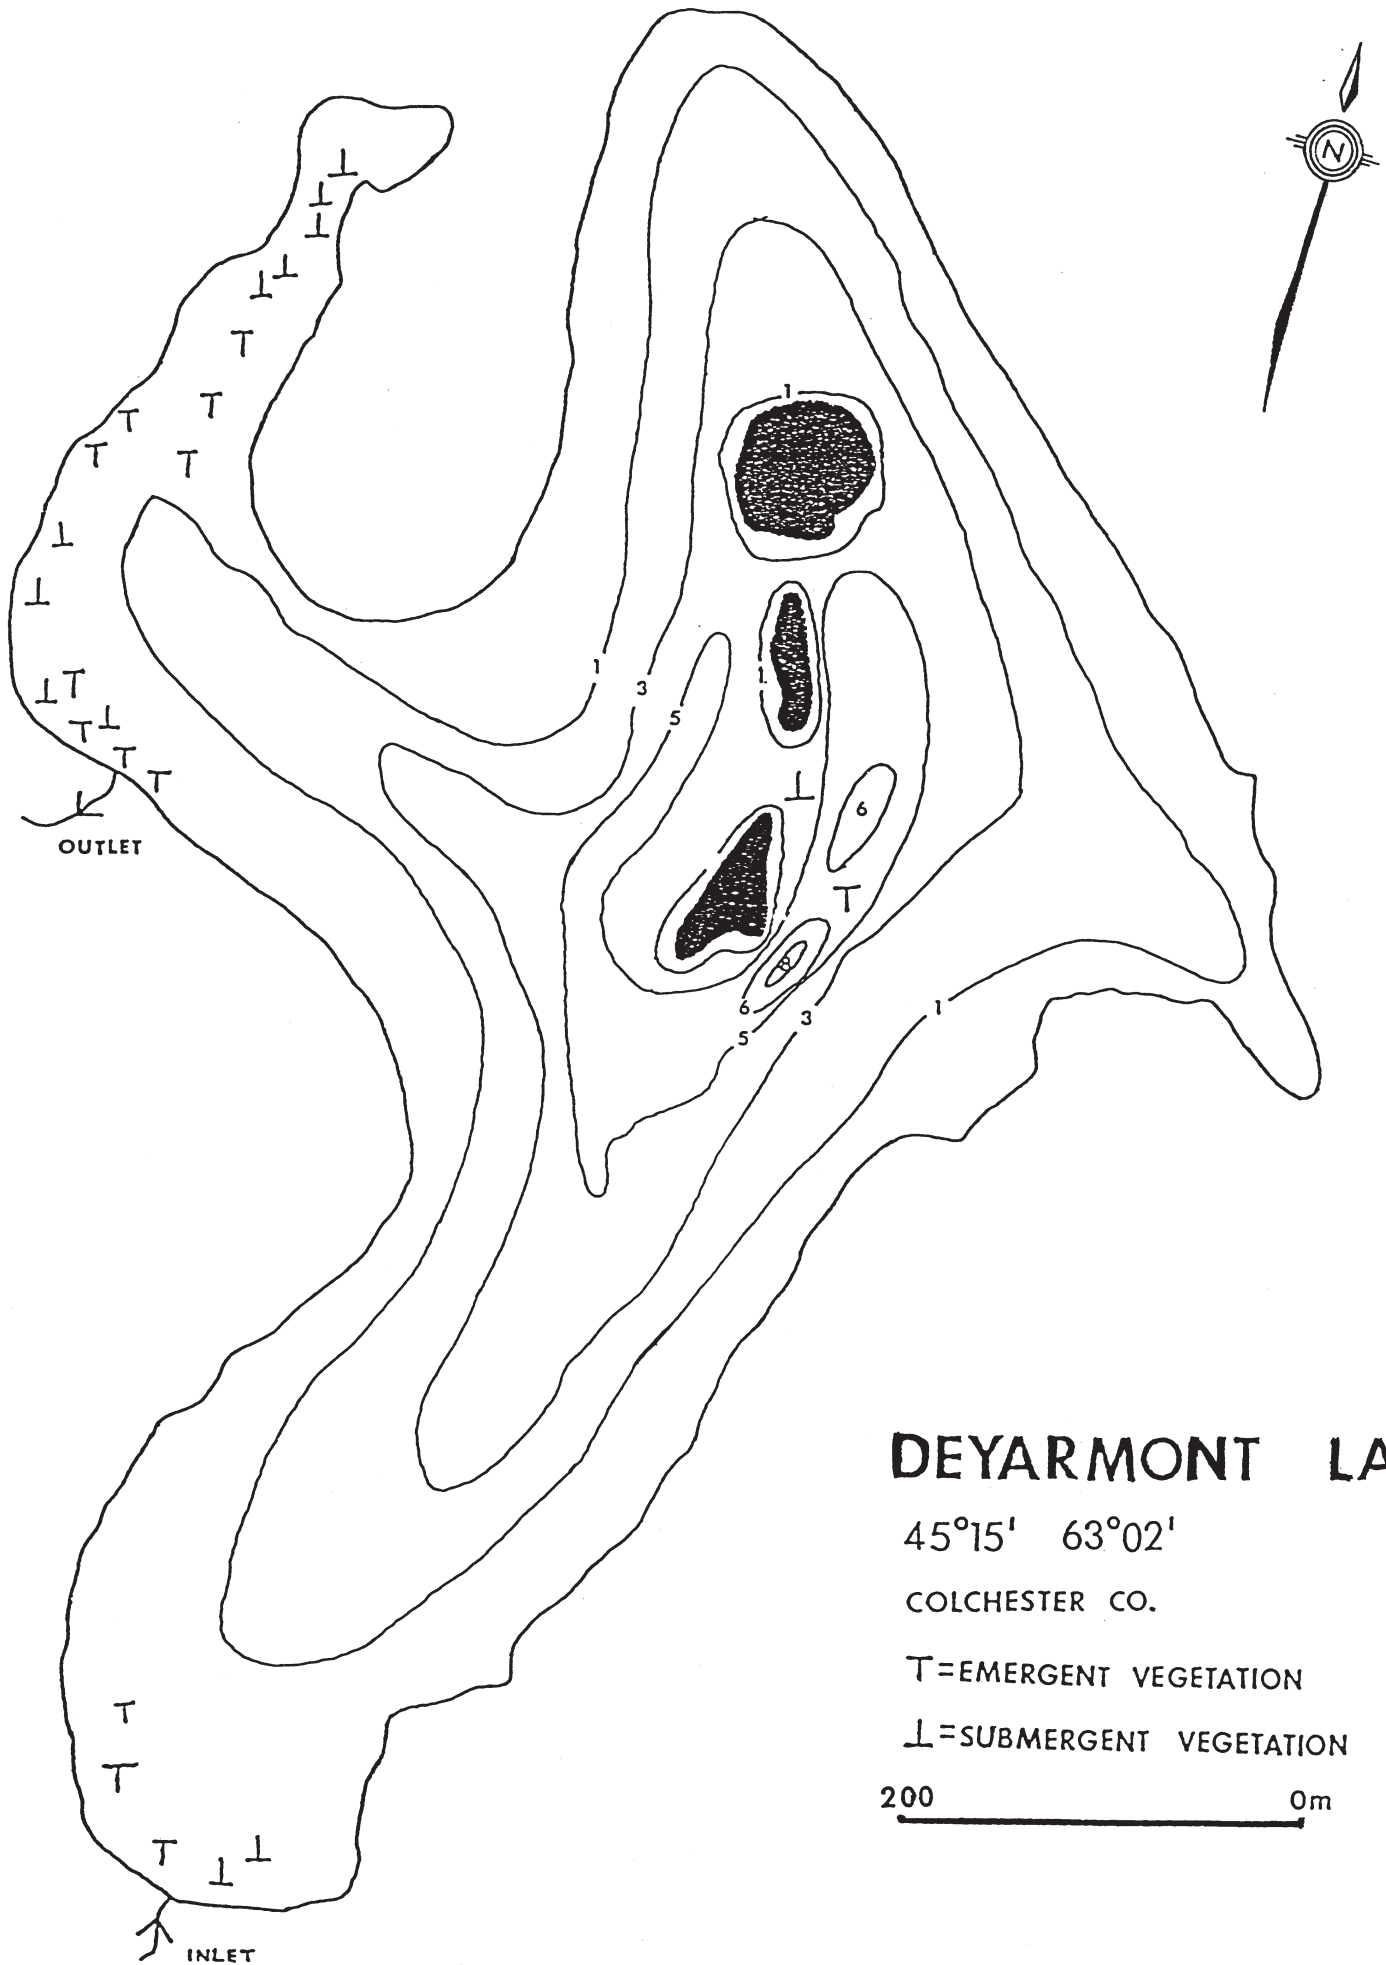 N
1
1
1
3
5
6
8
6
5
3
1
OUTLET
DEYARMONT LA
45°15' 63°02'
COLCHESTER CO.
T=EMERGENT VEGETATION
⊥=SUBMERGENT VEGETATION
200 0m
INLET